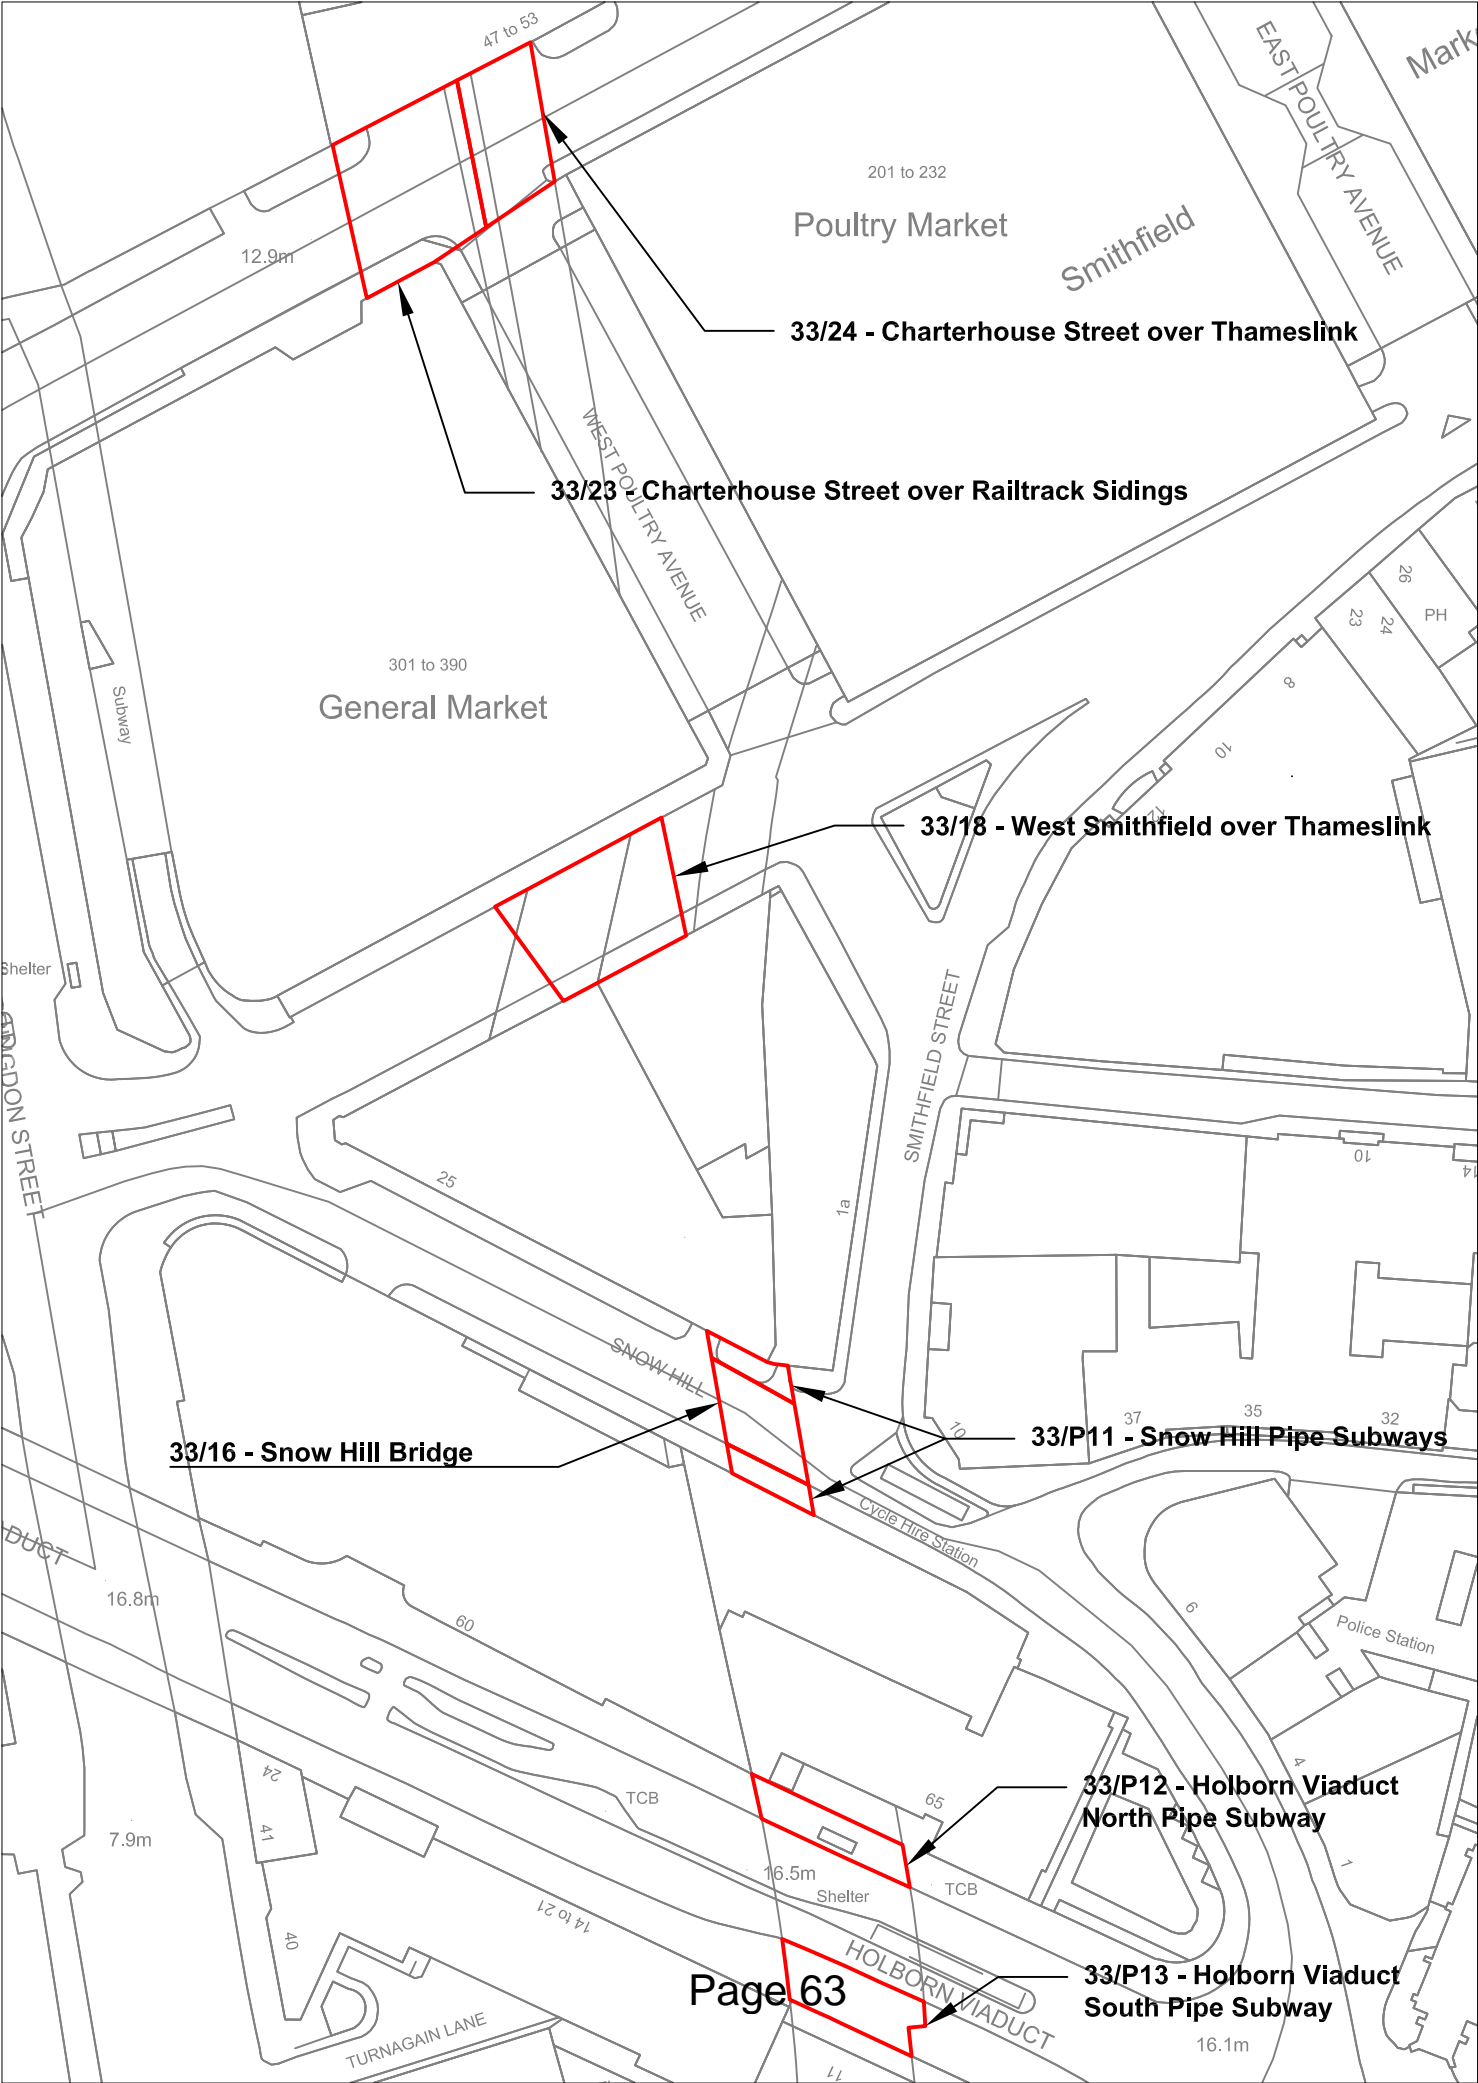 47 to 53
EAST POULTRY AVENUE
201 to 232
Poultry Market
Smithfield
12.9m
33/24 - Charterhouse Street over Thameslink
WEST POULTRY AVENUE
33/23 - Charterhouse Street over Railtrack Sidings
26
PH
23
24
301 to 390
General Market
Subway
8
10
12
33/18 - West Smithfield over Thameslink
Shelter
SMITHFIELD STREET
STREET
25
1a
10
14
SNOW HILL
33/16 - Snow Hill Bridge
10
37
35
32
33/P11 - Snow Hill Pipe Subways
Cycle Hire Station
16.8m
60
6
Police Station
24
TCB
65
4
33/P12 - Holborn Viaduct
North Pipe Subway
7.9m
41
16.5m
Shelter
TCB
1
14 to 21
40
HOLBORN VIADUCT
33/P13 - Holborn Viaduct
South Pipe Subway
Page 63
TURNAGAIN LANE
16.1m
11